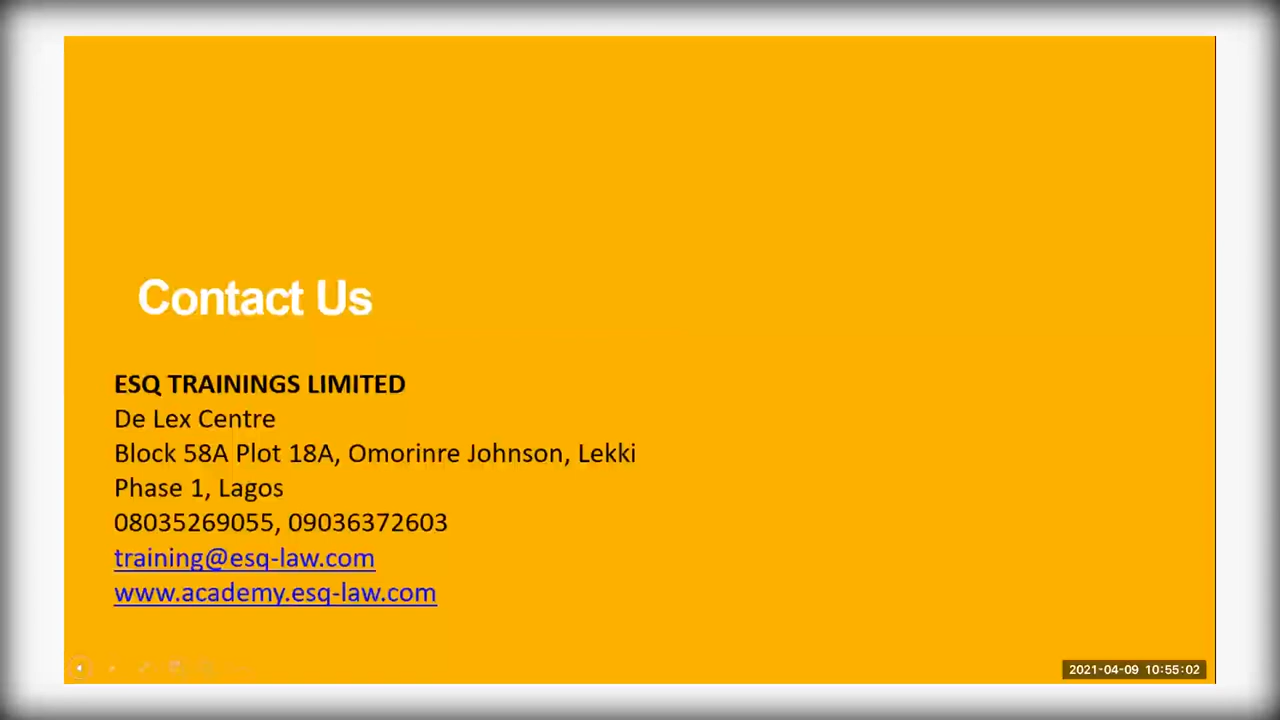 Contact Us
ESQ TRAININGS LIMITED
De Lex Centre
Block 58A Plot 18A, Omorinre Johnson, Lekki
Phase 1, Lagos
08035269055, 09036372603
training@esq-law.com
www.academy.esq-law.com
2021-04-09 10:55:02